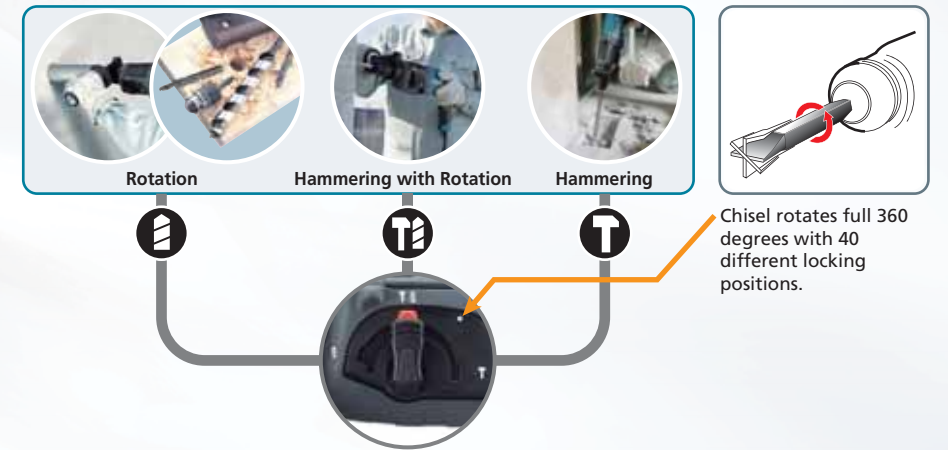 Rotation
Hammering with Rotation
Hammering
Chisel rotates full 360
degrees with 40
different locking
positions.